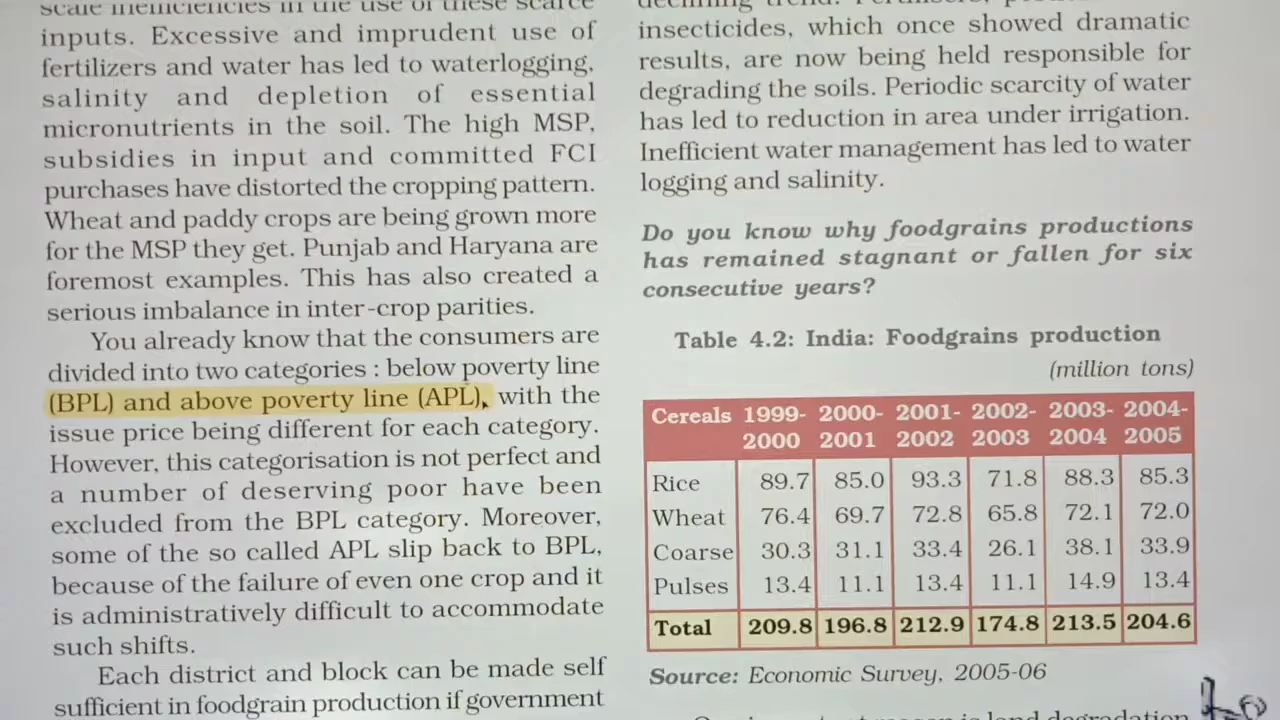 inputs. Excessive and imprudent use of
fertilizers and water has led to waterlogging,
salinity and depletion of essential
micronutrients in the soil. The high MSP,
subsidies in input and committed FCI
purchases have distorted the cropping pattern.
Wheat and paddy crops are being grown more
for the MSP they get. Punjab and Haryana are
foremost examples. This has also created a
serious imbalance in inter-crop parities.
You already know that the consumers are
divided into two categories : below poverty line
(BPL) and above poverty line (APL), with the
issue price being different for each category.
However, this categorisation is not perfect and
a number of deserving poor have been
excluded from the BPL category. Moreover,
some of the so called APL slip back to BPL,
because of the failure of even one crop and it
is administratively difficult to accommodate
such shifts.
Each district and block can be made self
sufficient in foodgrain production if government
insecticides, which once showed dramatic
results, are now being held responsible for
degrading the soils. Periodic scarcity of water
has led to reduction in area under irrigation.
Inefficient water management has led to water
logging and salinity.
Do you know why foodgrains productions
has remained stagnant or fallen for six
consecutive years?
Table 4.2: India: Foodgrains production
(million tons)
Cereals 1999- 2000- 2001- 2002- 2003- 2004-
2000 2001 2002 2003 2004 2005
Rice 89.7 85.0 93.3 71.8 88.3 85.3
Wheat 76.4 69.7 72.8 65.8 72.1 72.0
Coarse 30.3 31.1 33.4 26.1 38.1 33.9
Pulses 13.4 11.1 13.4 11.1 14.9 13.4
Total 209.8 196.8 212.9 174.8 213.5 204.6
Source: Economic Survey, 2005-06